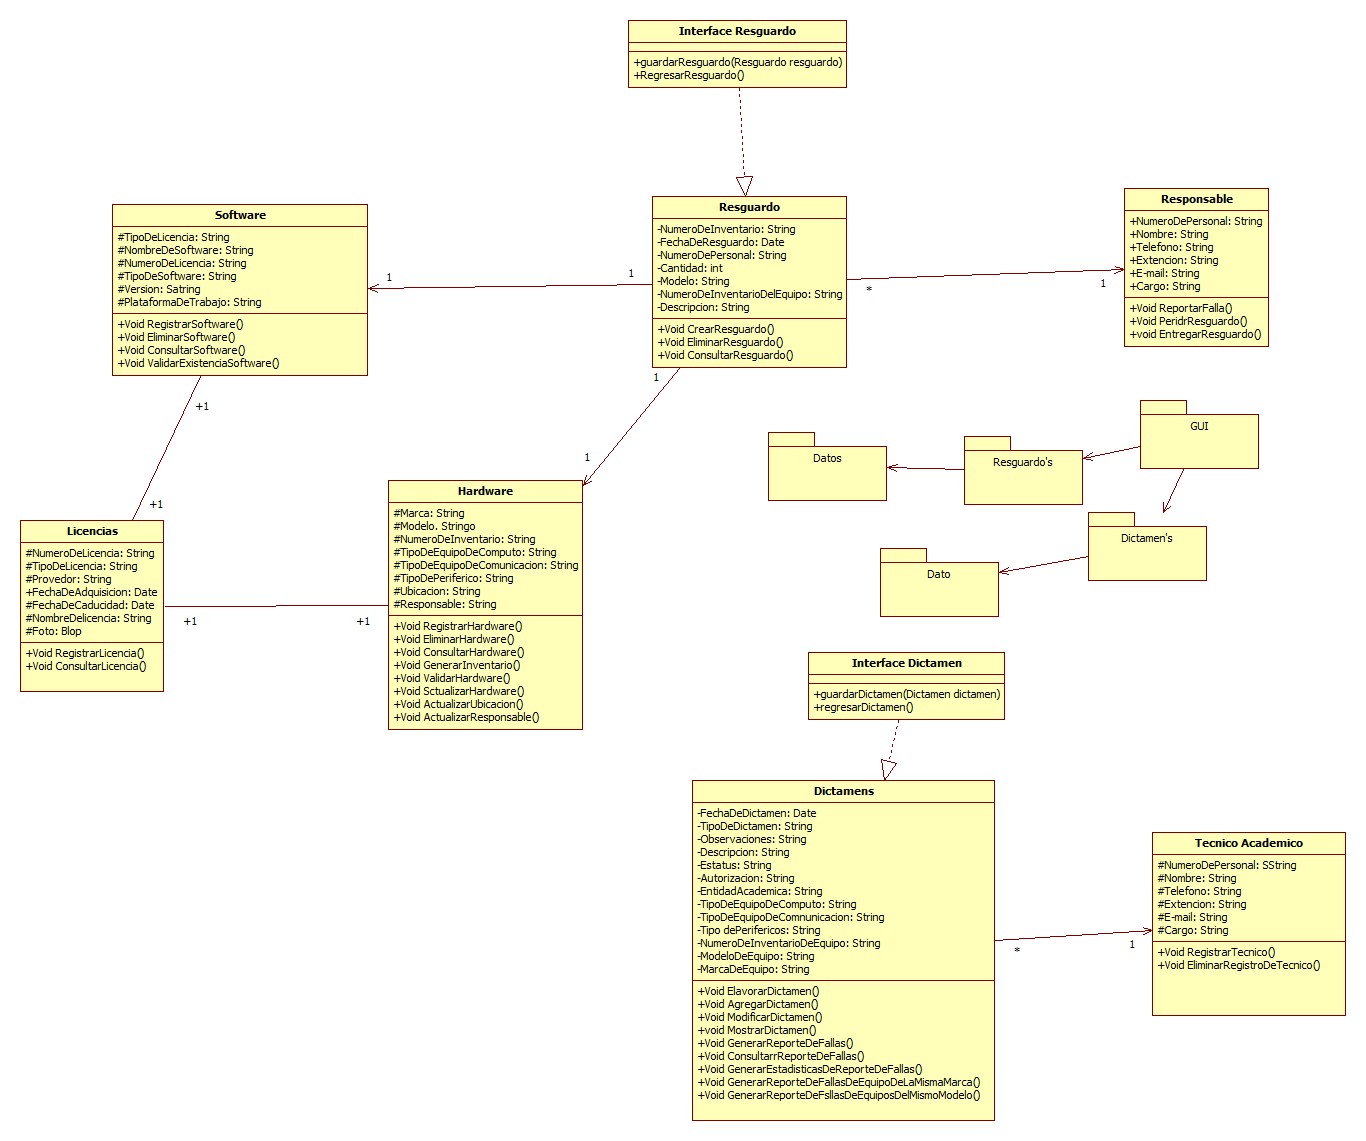 Interface Resguardo
+guardarResguardo(Resguardo resguardo)
+RegresarResguardo()
Software
#TipoDeLicencia: String
#NombreDeSoftware: String
#NumeroDeLicencia: String
#TipoDeSoftware: String
#Version: Satring
#PlataformaDeTrabajo: String
+Void RegistrarSoftware()
+Void EliminarSoftware()
+Void ConsultarSoftware()
+Void ValidarExistenciaSoftware()
1
1
Resguardo
-NumeroDeInventario: String
-FechaDeResguardo: Date
-NumeroDePersonal: String
-Cantidad: int
-Modelo: String
-NumeroDeInventarioDelEquipo: String
-Descripcion: String
+Void CrearResguardo()
+Void EliminarResguardo()
+Void ConsultarResguardo()
*
1
Responsable
+NumeroDePersonal: String
+Nombre: String
+Telefono: String
+Extencion: String
+E-mail: String
+Cargo: String
+Void ReportarFalla()
+Void PeridrResguardo()
+void EntregarResguardo()
1
1
+1
+1
Licencias
#NumeroDeLicencia: String
#TipoDeLicencia: String
#Provedor: String
+FechaDeAdquisicion: Date
#FechaDeCaducidad: Date
#NombreDelicencia: String
#Foto: Blop
+Void RegistrarLicencia()
+Void ConsultarLicencia()
+1
+1
Hardware
#Marca: String
#Modelo. Stringo
#NumeroDeInventario: String
#TipoDeEquipoDeComputo: String
#TipoDeEquipoDeComunicacion: String
#TipoDePeriferico: String
#Ubicacion: String
#Responsable: String
+Void RegistrarHardware()
+Void EliminarHardware()
+Void ConsultarHardware()
+Void GenerarInventario()
+Void ValidarHardware()
+Void SctualizarHardware()
+Void ActualizarUbicacion()
+Void ActualizarResponsable()
GUI
Datos
Resguardo's
Dictamen's
Dato
Interface Dictamen
+guardarDictamen(Dictamen dictamen)
+regresarDictamen()
Dictamens
-FechaDeDictamen: Date
-TipoDeDictamen: String
-Observaciones: String
-Descripcion: String
-Estatus: String
-Autorizacion: String
-EntidadAcademica: String
-TipoDeEquipoDeComputo: String
-TipoDeEquipoDeComnunicacion: String
-Tipo dePerifericos: String
-NumeroDeInventarioDeEquipo: String
-ModeloDeEquipo: String
-MarcaDeEquipo: String
+Void ElavorarDictamen()
+Void AgregarDictamen()
+Void ModificarDictamen()
+void MostrarDictamen()
+Void GenerarReporteDeFallas()
+Void ConsultarrReporteDeFallas()
+Void GenerarEstadisticasDeReporteDeFallas()
+Void GenerarReporteDeFallasDeEquipoDeLaMismaMarca()
+Void GenerarReporteDeFsllasDeEquiposDelMismoModelo()
*
1
Tecnico Academico
#NumeroDePersonal: SString
#Nombre: String
#Telefono: String
#Extencion: String
#E-mail: String
#Cargo: String
+Void RegistrarTecnico()
+Void EliminarRegistroDeTecnico()